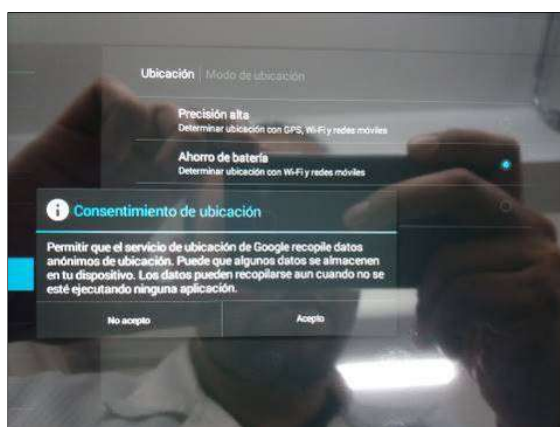 Ubicación | Modo de ubicación
Precisión alta
Determinar ubicación con GPS, Wi-Fi y redes móviles
Ahorro de batería
Determinar ubicación con Wi-Fi y redes móviles
Consentimiento de ubicación
Permitir que el servicio de ubicación de Google recopile datos
anónimos de ubicación. Puede que algunos datos se almacenen
en tu dispositivo. Los datos pueden recopilarse aun cuando no se
esté ejecutando ninguna aplicación.
No acepto
Acepto